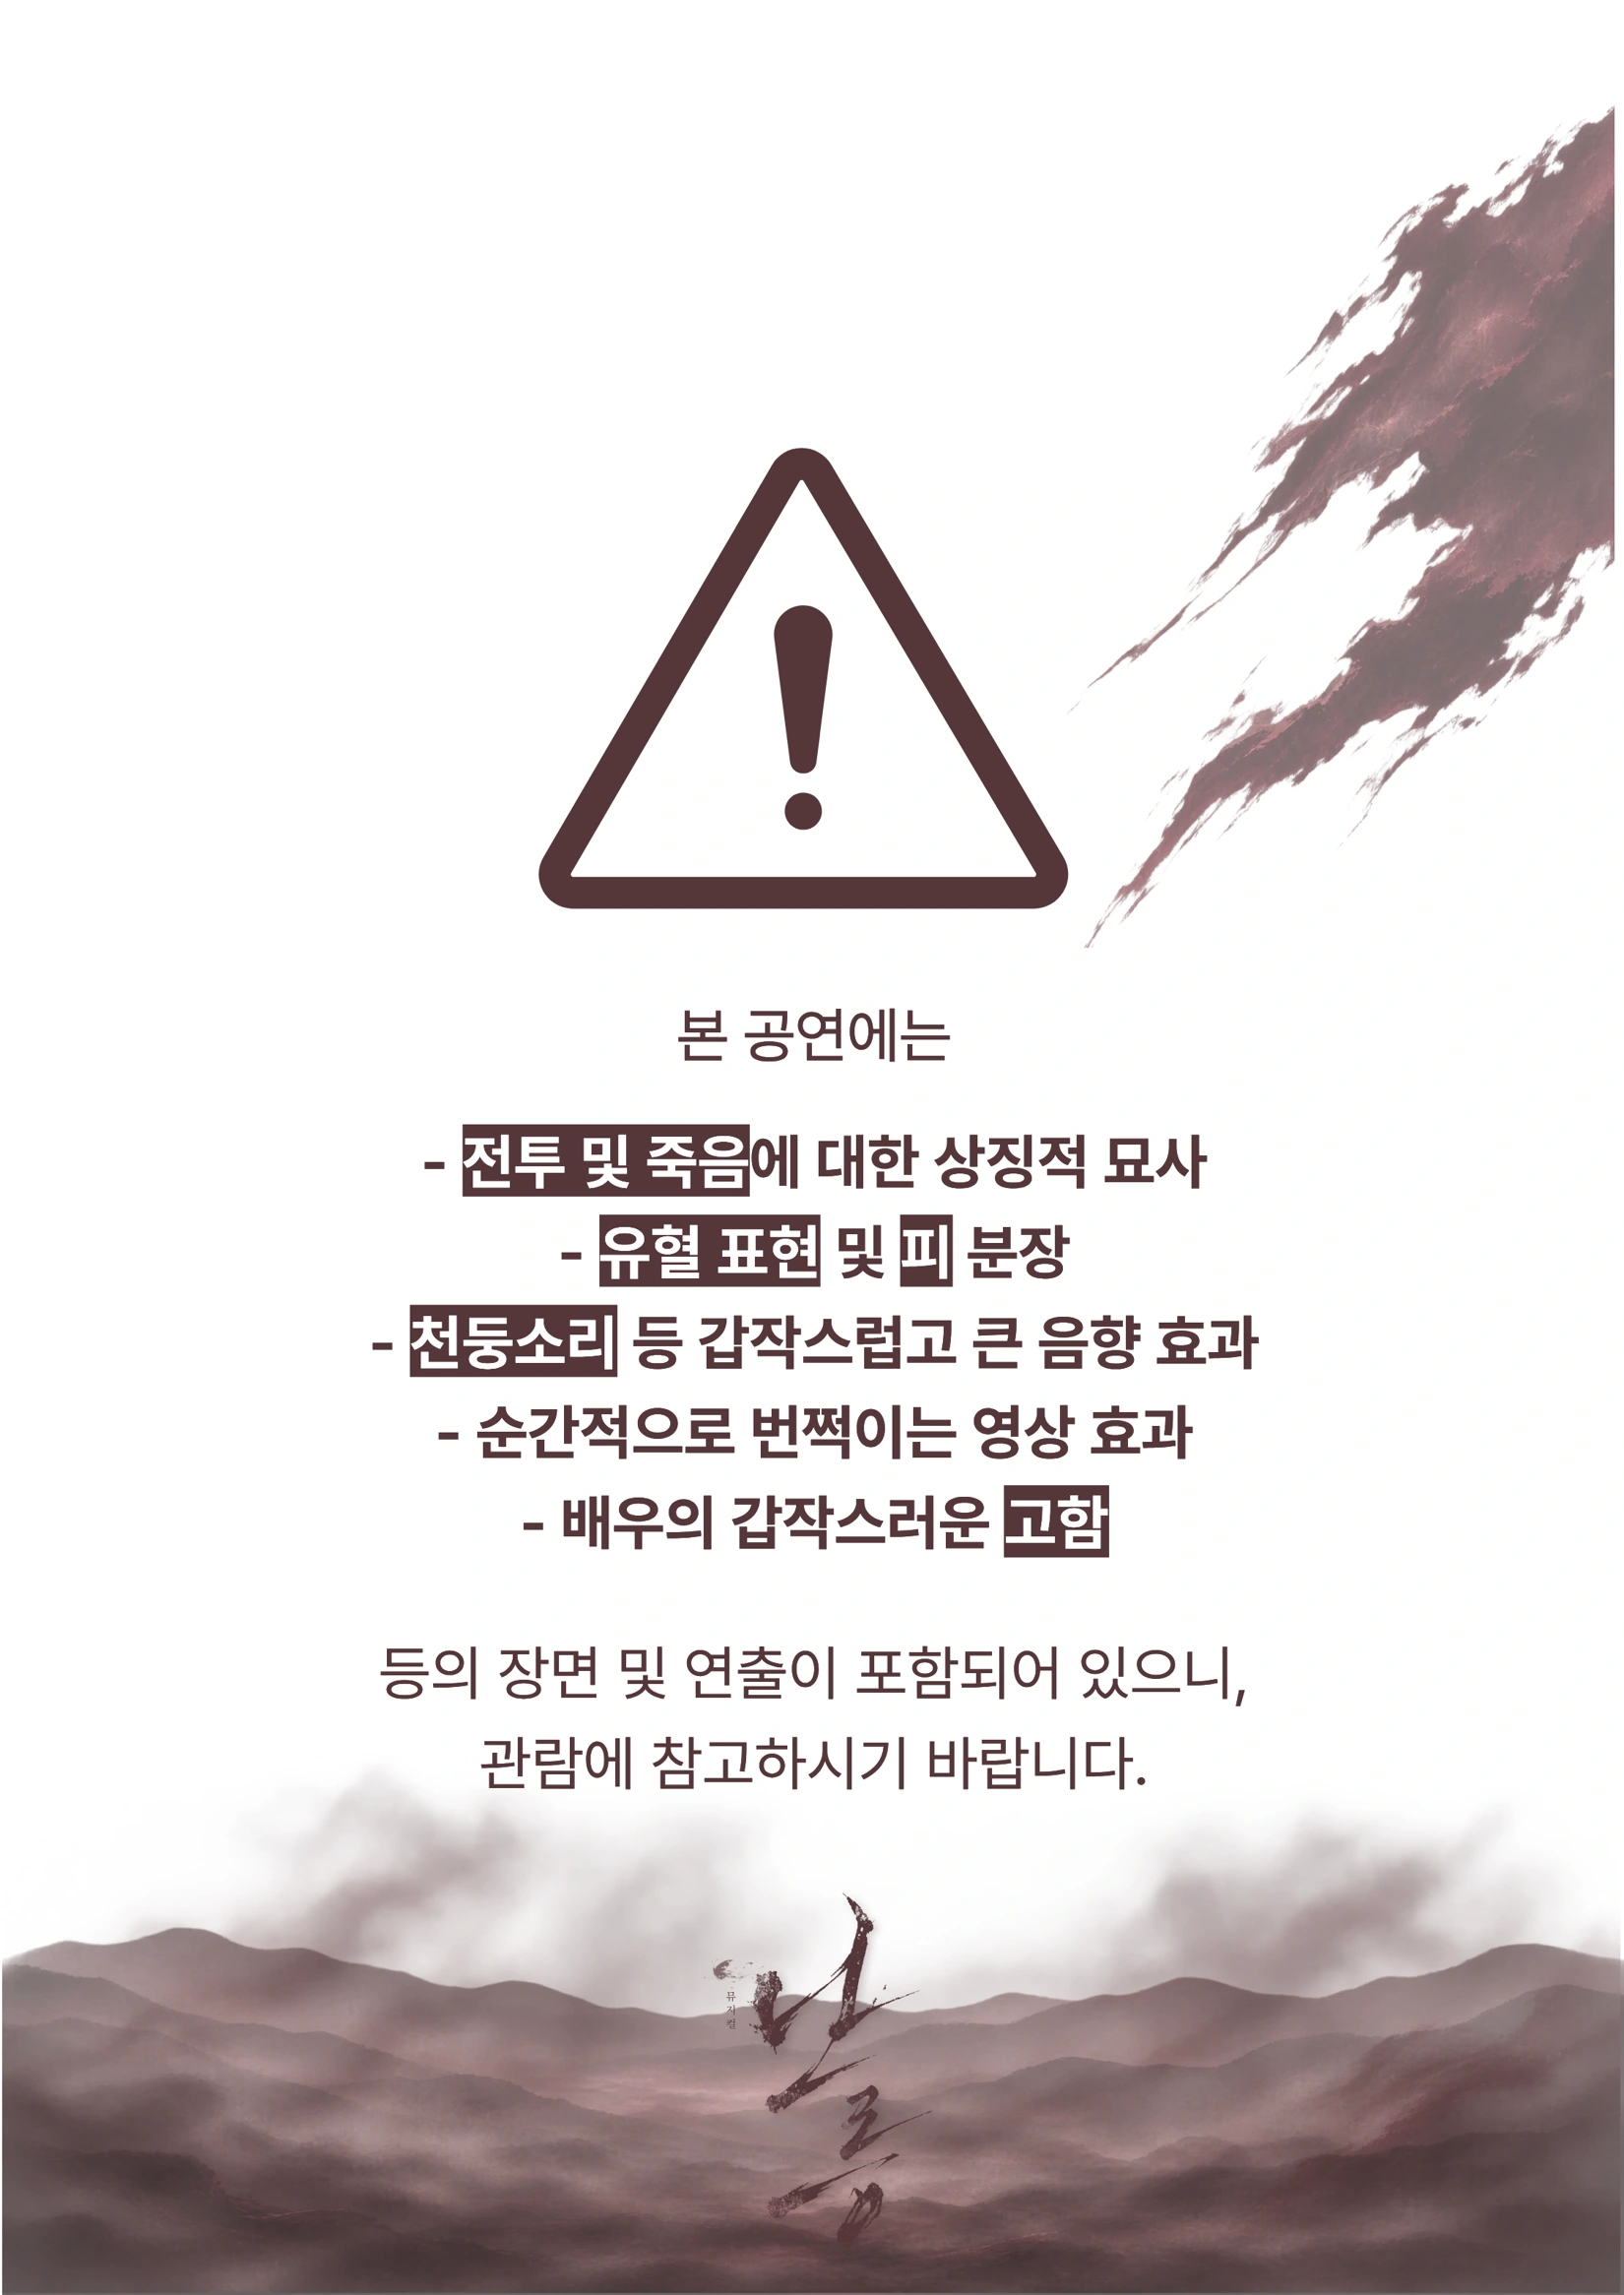 본 공연에는
- 전투 및 죽음에 대한 상징적 묘사
- 유혈 표현 및 피 분장
- 천둥소리 등 갑작스럽고 큰 음향 효과
- 순간적으로 번쩍이는 영상 효과
- 배우의 갑작스러운 고함
등의 장면 및 연출이 포함되어 있으니,
관람에 참고하시기 바랍니다.
뮤지컬